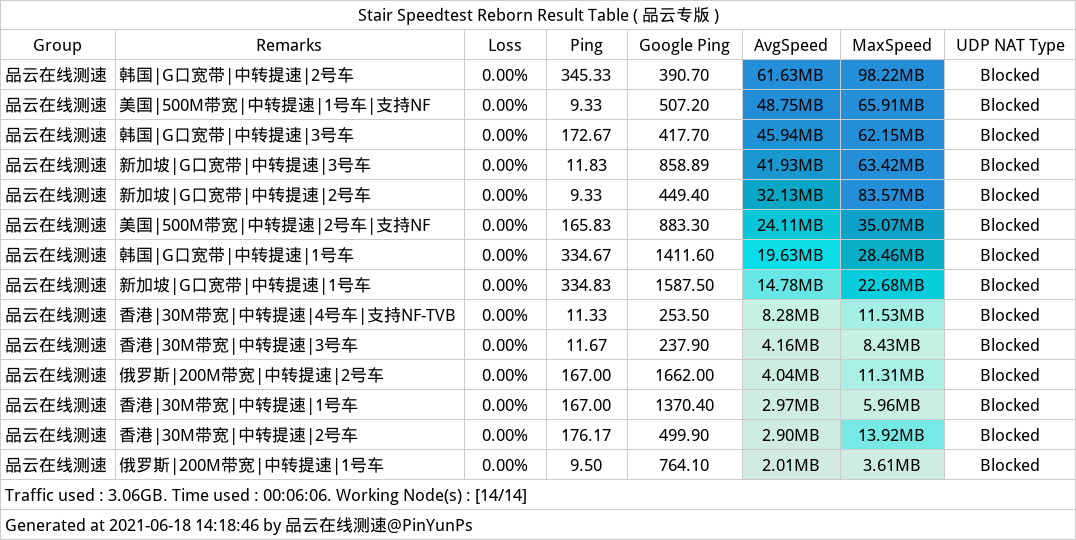 Stair Speedtest Reborn Result Table ( 品云专版 )
Group Remarks Loss Ping Google Ping AvgSpeed MaxSpeed UDP NAT Type
品云在线测速 韩国|G口宽带|中转提速|2号车 0.00% 345.33 390.70 61.63MB 98.22MB Blocked
品云在线测速 美国|500M带宽|中转提速|1号车|支持NF 0.00% 9.33 507.20 48.75MB 65.91MB Blocked
品云在线测速 韩国|G口宽带|中转提速|3号车 0.00% 172.67 417.70 45.94MB 62.15MB Blocked
品云在线测速 新加坡|G口宽带|中转提速|3号车 0.00% 11.83 858.89 41.93MB 63.42MB Blocked
品云在线测速 新加坡|G口宽带|中转提速|2号车 0.00% 9.33 449.40 32.13MB 83.57MB Blocked
品云在线测速 美国|500M带宽|中转提速|2号车|支持NF 0.00% 165.83 883.30 24.11MB 35.07MB Blocked
品云在线测速 韩国|G口宽带|中转提速|1号车 0.00% 334.67 1411.60 19.63MB 28.46MB Blocked
品云在线测速 新加坡|G口宽带|中转提速|1号车 0.00% 334.83 1587.50 14.78MB 22.68MB Blocked
品云在线测速 香港|30M带宽|中转提速|4号车|支持NF-TVB 0.00% 11.33 253.50 8.28MB 11.53MB Blocked
品云在线测速 香港|30M带宽|中转提速|3号车 0.00% 11.67 237.90 4.16MB 8.43MB Blocked
品云在线测速 俄罗斯|200M带宽|中转提速|2号车 0.00% 167.00 1662.00 4.04MB 11.31MB Blocked
品云在线测速 香港|30M带宽|中转提速|1号车 0.00% 167.00 1370.40 2.97MB 5.96MB Blocked
品云在线测速 香港|30M带宽|中转提速|2号车 0.00% 176.17 499.90 2.90MB 13.92MB Blocked
品云在线测速 俄罗斯|200M带宽|中转提速|1号车 0.00% 9.50 764.10 2.01MB 3.61MB Blocked
Traffic used : 3.06GB. Time used : 00:06:06. Working Node(s) : [14/14]
Generated at 2021-06-18 14:18:46 by 品云在线测速@PinYunPs